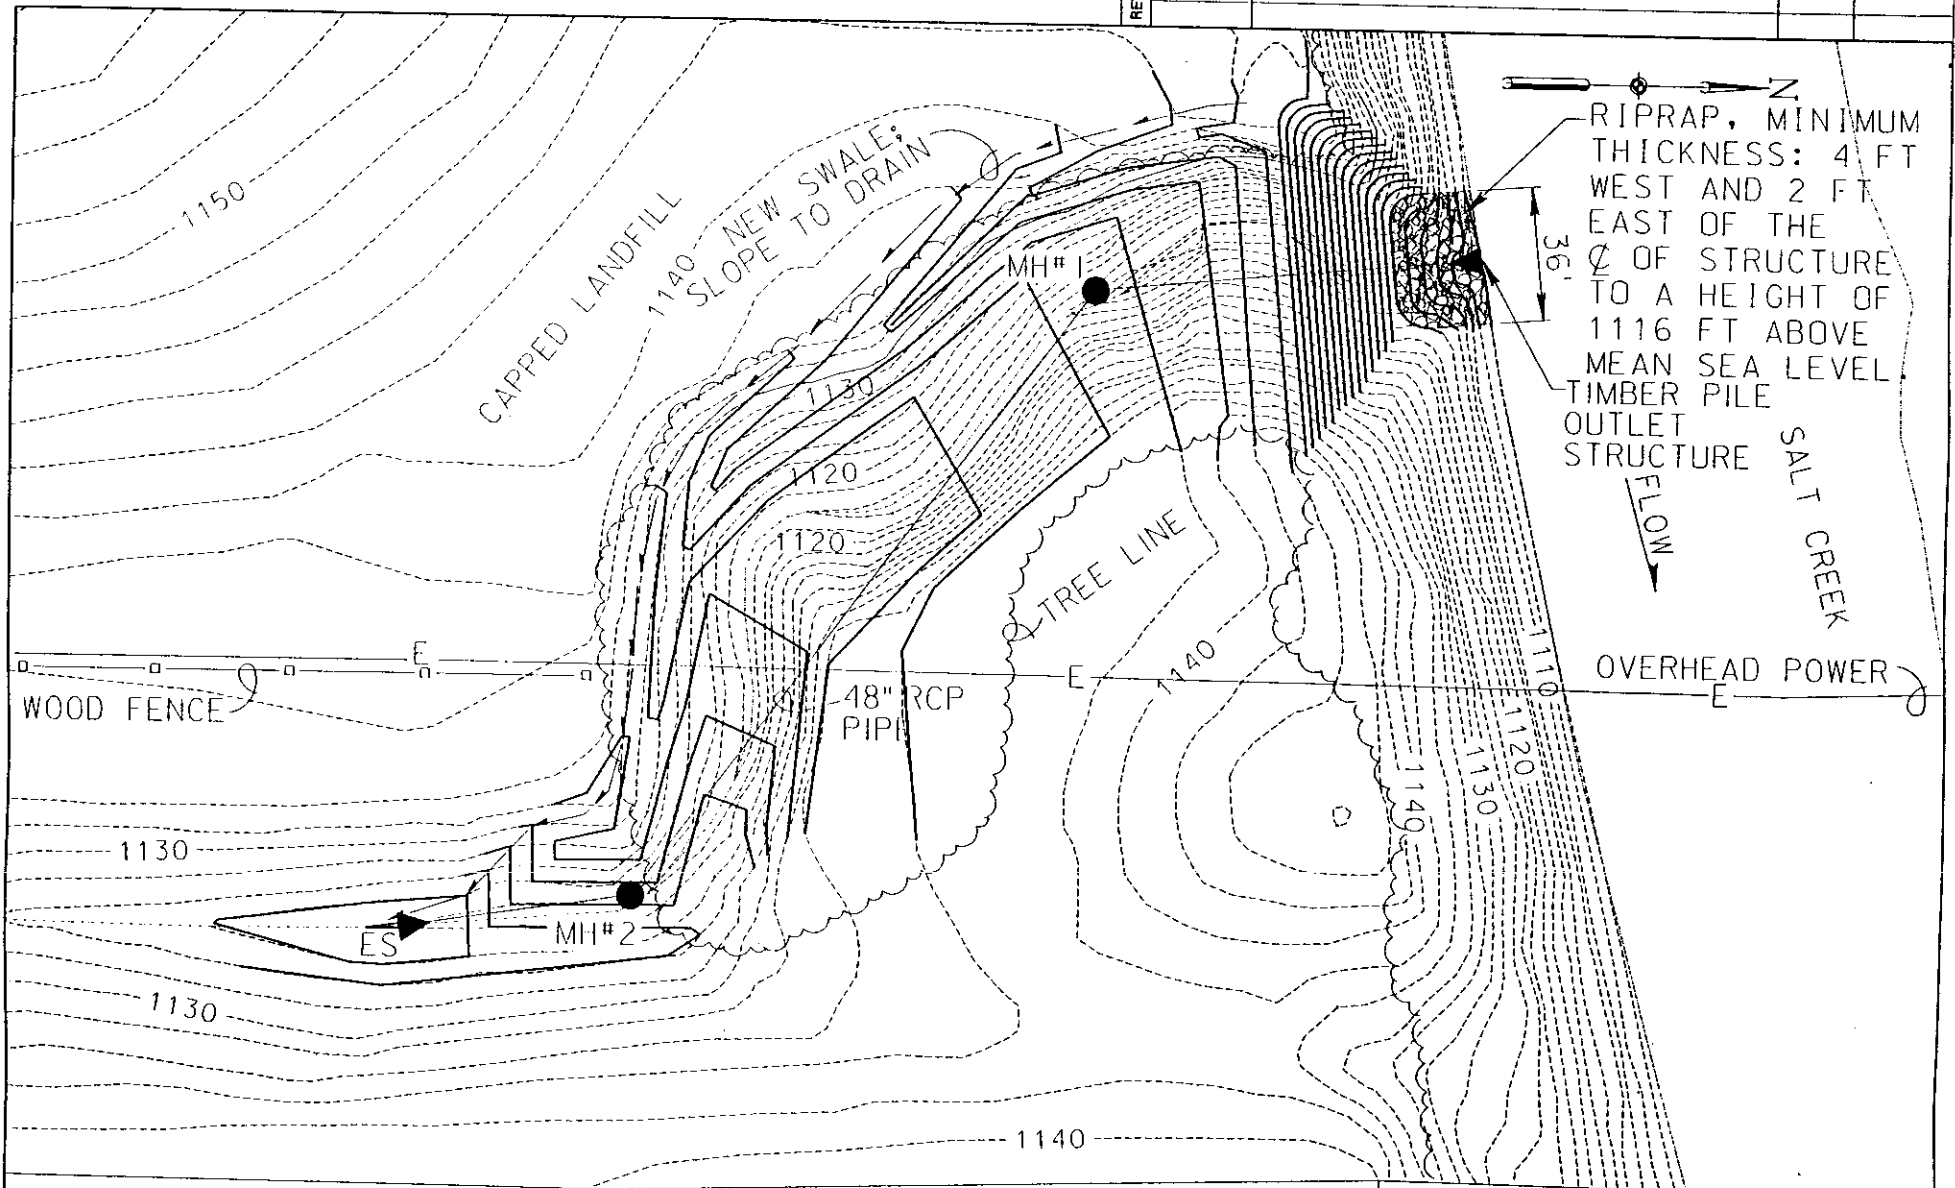 RE
N
RIPRAP, MINIMUM
THICKNESS: 4 FT
WEST AND 2 FT
EAST OF THE
℄ OF STRUCTURE
TO A HEIGHT OF
1116 FT ABOVE
MEAN SEA LEVEL.
36'
TIMBER PILE
OUTLET
STRUCTURE
FLOW
SALT CREEK
1150
CAPPED LANDFILL
1140
NEW SWALE;
SLOPE TO DRAIN
MH#1
1130
1120
1120
TREE LINE
1140
1110
E
E
E
OVERHEAD POWER
WOOD FENCE
48" RCP
PIPE
1140
1130
1120
1130
ES
MH#2
1130
1140